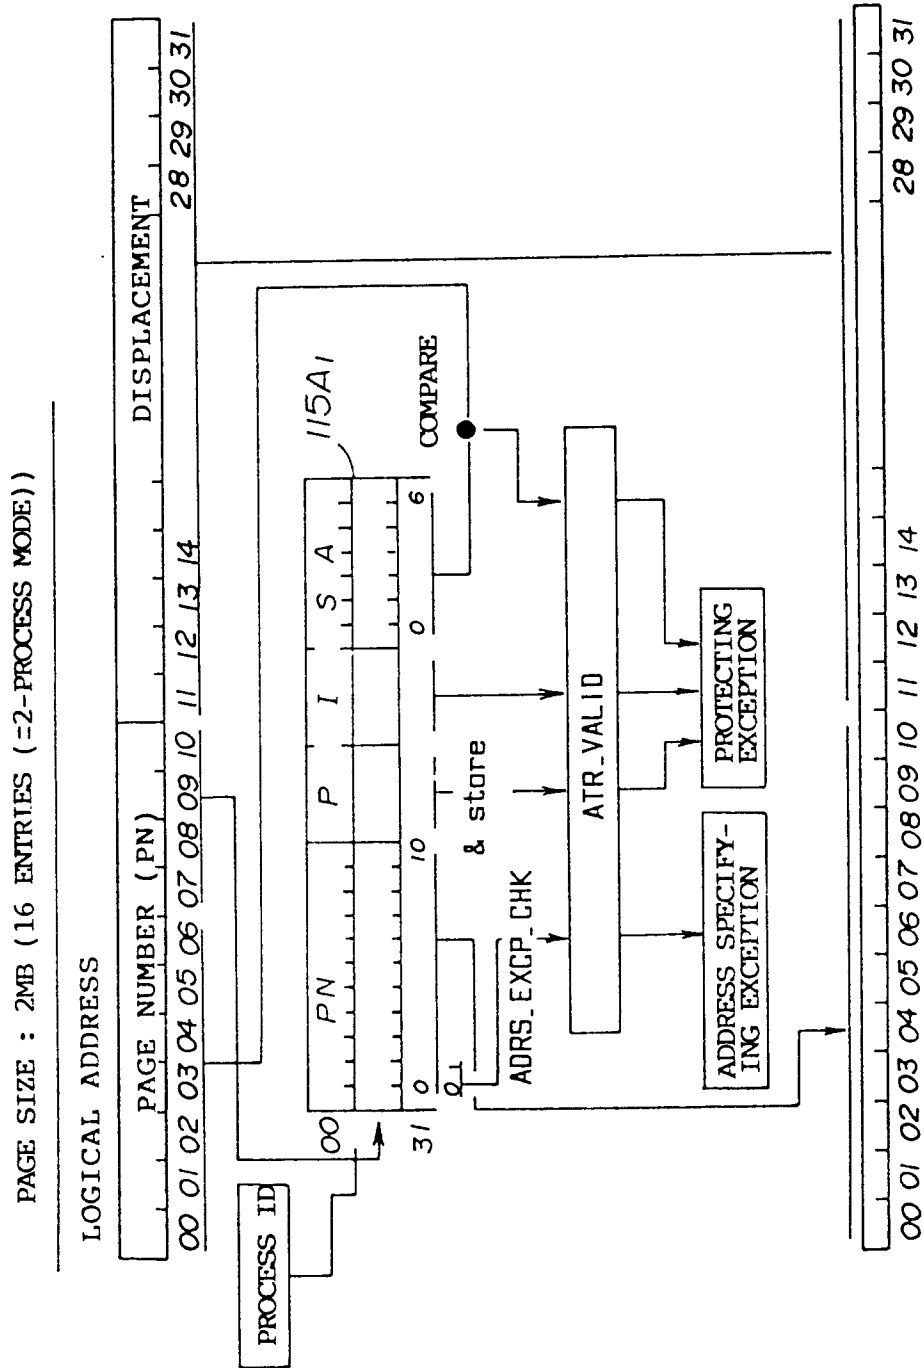 PAGE SIZE : 2MB (16 ENTRIES (=2-PROCESS MODE))
LOGICAL ADDRESS
PAGE NUMBER (PN)
DISPLACEMENT
00 01 02 03 04 05 06 07 08 09 10 11 12 13 14 28 29 30 31
PROCESS ID
00
31
PN P I S A
115A1
0 10 0 6
0
& store
COMPARE
ADRS_EXCP_CHK
ATR_VALID
ADDRESS SPECIFY-
ING EXCEPTION
PROTECTING
EXCEPTION
00 01 02 03 04 05 06 07 08 09 10 11 12 13 14 28 29 30 31